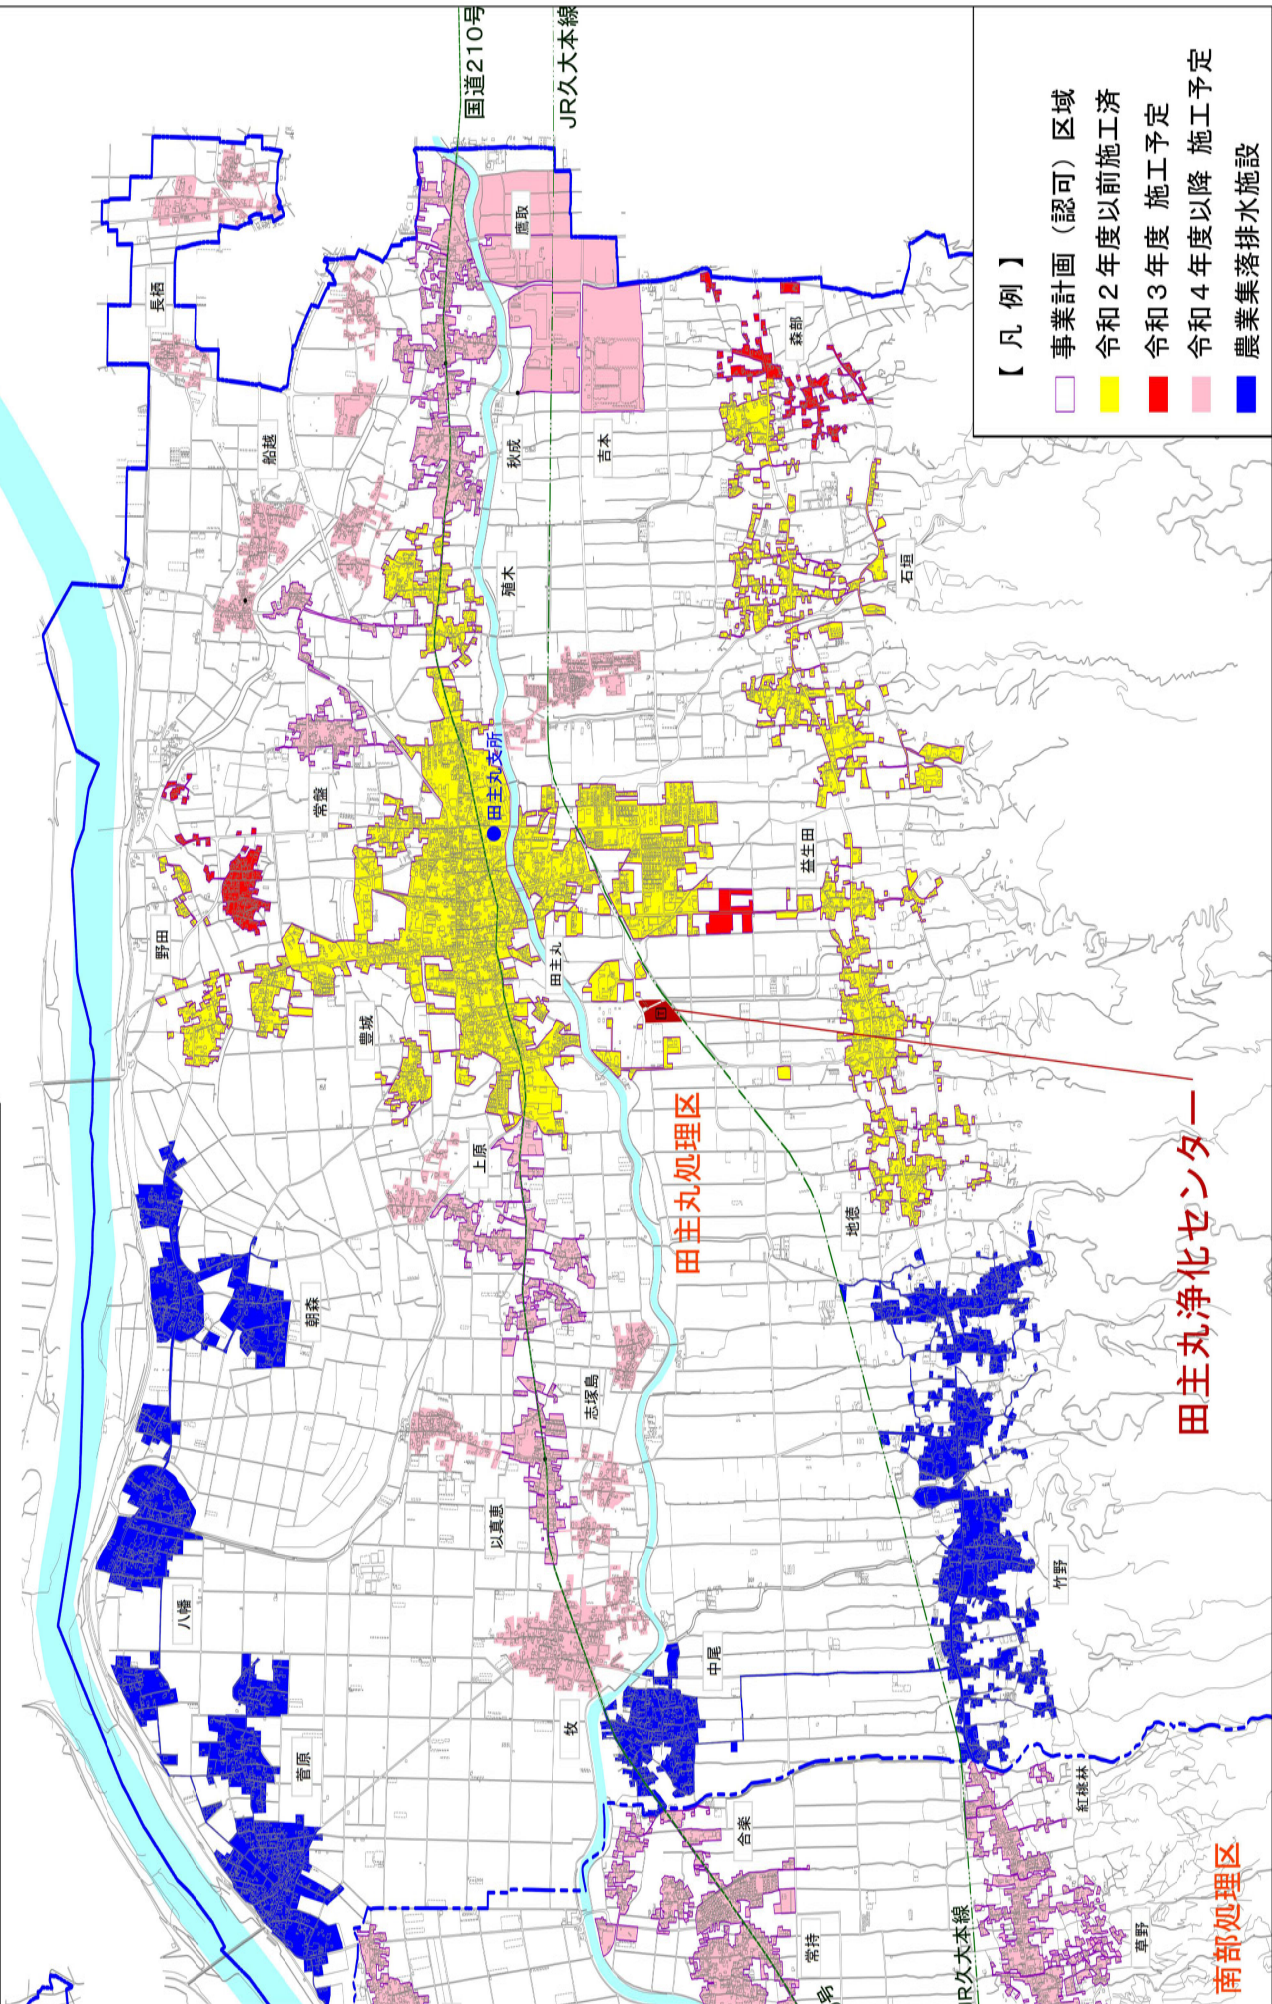 国道210号
JR久大本線
長栖
鷹取
船越
秋成
吉本
森部
殖木
石垣
常盤
田主丸支所
益生田
野田
田主丸
豊城
上原
田主丸処理区
地徳
田主丸浄化センター
朝森
志塚島
以真恵
八幡
竹野
中尾
牧
菅原
紅桃林
合楽
常持
号
JR久大本線
草野
南部処理区
【 凡 例 】
事業計画（認可）区域
令和２年度以前施工済
令和３年度 施工予定
令和４年度以降 施工予定
農業集落排水施設